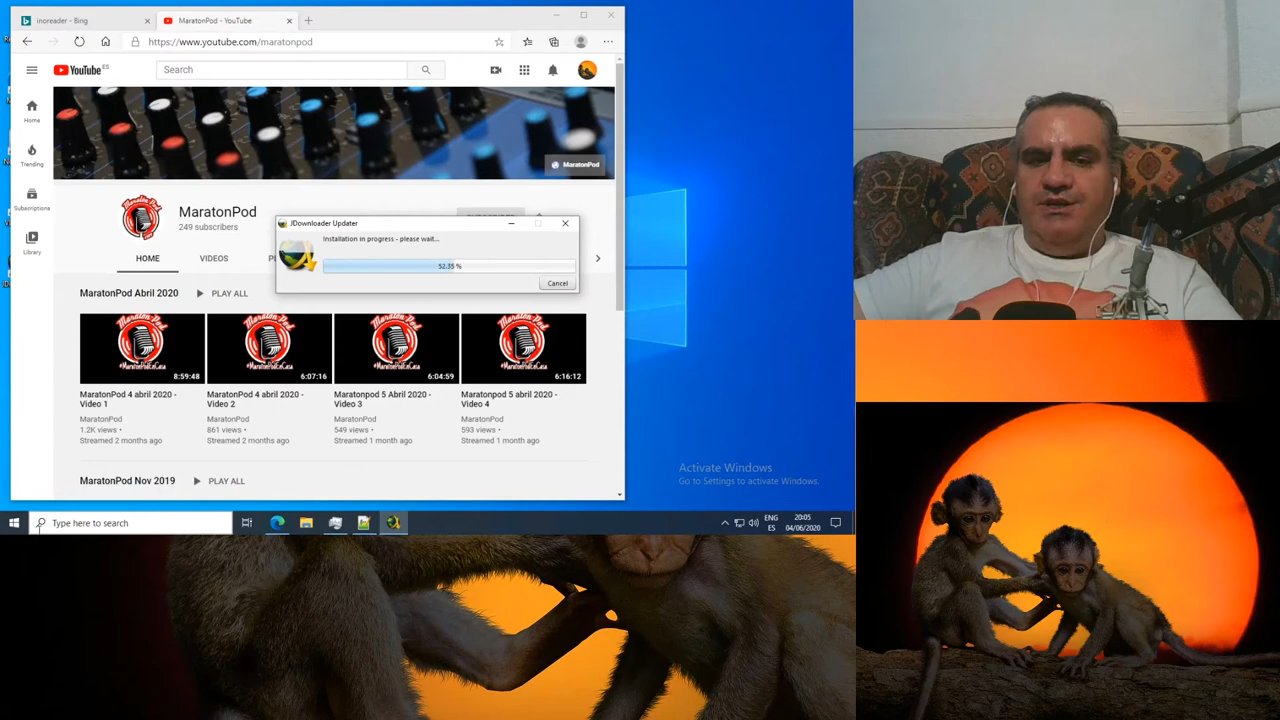 inoreader - Bing
MaratonPod - YouTube
https://www.youtube.com/maratonpod
YouTube ES
Search
Home
Trending
Subscriptions
Library
MaratonPod
MaratonPod
249 subscribers
HOME
VIDEOS
JDownloader Updater
Installation in progress - please wait...
52.35 %
Cancel
MaratonPod Abril 2020
PLAY ALL
8:59:48
6:07:16
6:04:59
6:16:12
MaratonPod 4 abril 2020 -
Video 1
MaratonPod
1.2K views •
Streamed 2 months ago
MaratonPod 4 abril 2020 -
Video 2
MaratonPod
861 views •
Streamed 2 months ago
Maratonpod 5 Abril 2020 -
Video 3
MaratonPod
549 views •
Streamed 1 month ago
Maratonpod 5 abril 2020 -
Video 4
MaratonPod
593 views •
Streamed 1 month ago
MaratonPod Nov 2019
PLAY ALL
Activate Windows
Go to Settings to activate Windows.
Type here to search
ENG
ES
20:05
04/06/2020